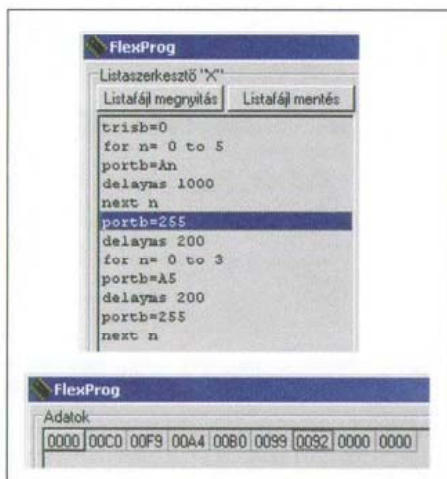 FlexProg
Listaszerkesztő "X"
Listafájl megnyitás Listafájl mentés
trisb=0
for n= 0 to 5
portb=An
delayms 1000
next n
portb=255
delayms 200
for n= 0 to 3
portb=A5
delayms 200
portb=255
next n
FlexProg
Adatok
0000 00C0 00F9 00A4 00B0 0099 0092 0000 0000